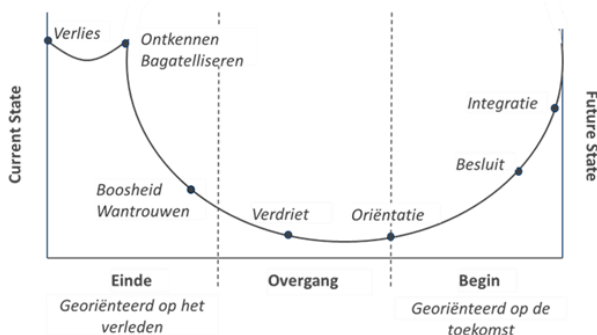 Verlies
Ontkennen
Bagatelliseren
Current State
Boosheid
Wantrouwen
Verdriet
Oriëntatie
Besluit
Integratie
Future State
Einde
Overgang
Begin
Georiënteerd op het
verleden
Georiënteerd op de
toekomst